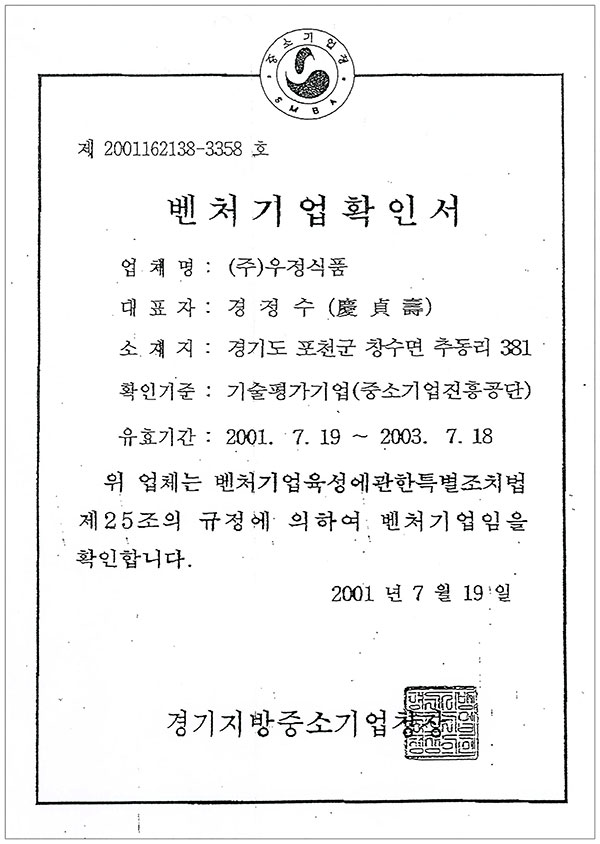 중소기업청
SMBA
제 2001162138-3358 호
벤처기업확인서
업 체 명 : (주)우정식품
대 표 자 : 경 정 수 (慶 貞 壽)
소 재 지 : 경기도 포천군 창수면 추동리 381
확인기준 : 기술평가기업(중소기업진흥공단)
유효기간 : 2001. 7. 19 ~ 2003. 7. 18
위 업체는 벤처기업육성에관한특별조치법
제25조의 규정에 의하여 벤처기업임을
확인합니다.
2001 년 7 월 19 일
경기지방중소기업청장